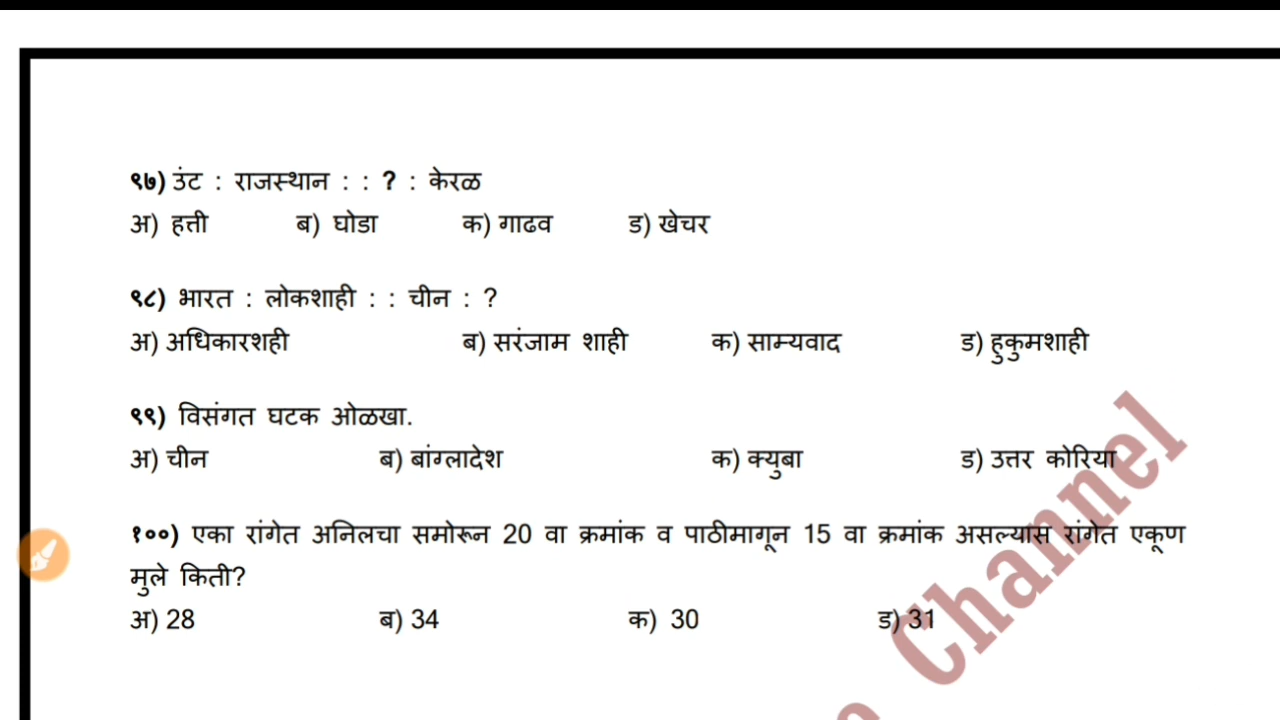 ९७) उंट : राजस्थान : : ? : केरळ
अ) हत्ती ब) घोडा क) गाढव ड) खेचर
९८) भारत : लोकशाही : : चीन : ?
अ) अधिकारशही ब) सरंजाम शाही क) साम्यवाद ड) हुकुमशाही
९९) विसंगत घटक ओळखा.
अ) चीन ब) बांग्लादेश क) क्युबा ड) उत्तर कोरिया
१००) एका रांगेत अनिलचा समोरून 20 वा क्रमांक व पाठीमागून 15 वा क्रमांक असल्यास रांगेत एकूण
मुले किती?
अ) 28 ब) 34 क) 30 ड) 31
Channel